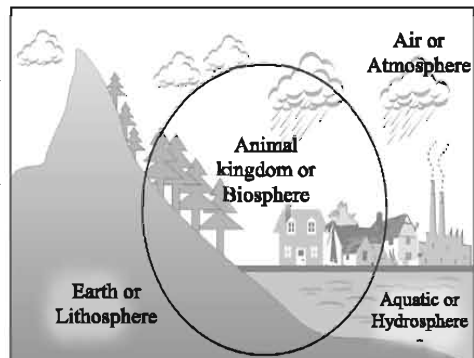 Air or
Atmosphere
Animal
kingdom or
Biosphere
Earth or
Lithosphere
Aquatic or
Hydrosphere